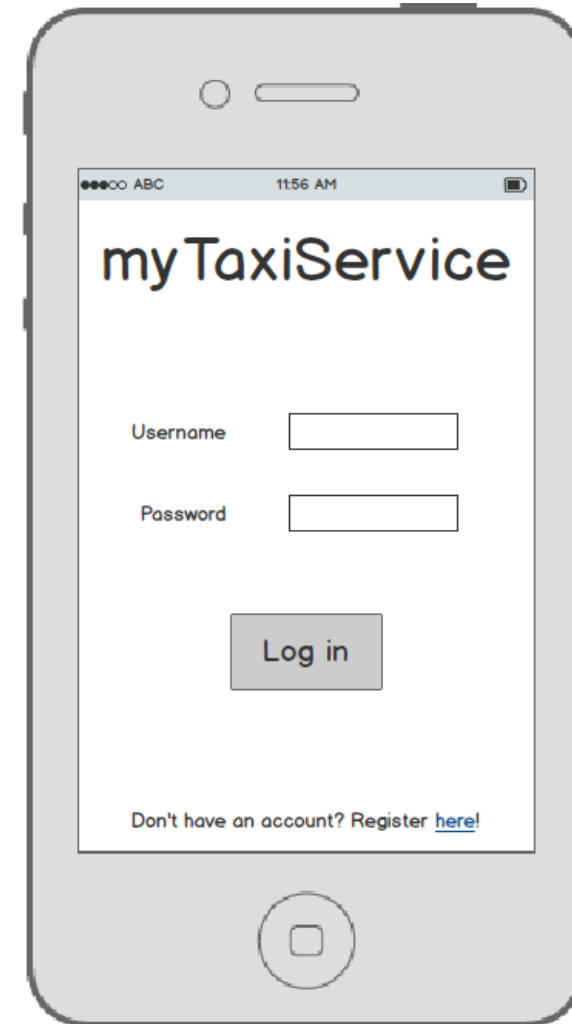 ABC 11:56 AM
myTaxiService
Username
Password
Log in
Don't have an account? Register here!